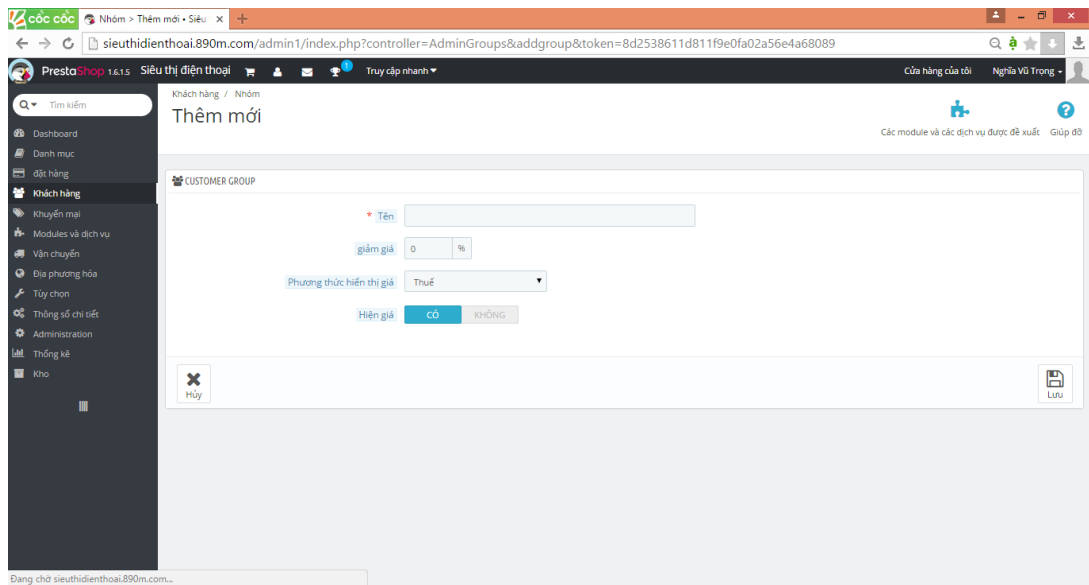 cốc cốc Nhóm > Thêm mới • Siêu
sieuthidienthoai.890m.com/admin1/index.php?controller=AdminGroups&addgroup&token=8d2538611d811f9e0fa02a56e4a68089
PrestaShop 1.6.1.5 Siêu thị điện thoại 1 Truy cập nhanh Cửa hàng của tôi Nghĩa Vũ Trọng
Khách hàng / Nhóm
Thêm mới
Các module và các dịch vụ được đề xuất Giúp đỡ
Tìm kiếm
Dashboard
Danh mục
đặt hàng
Khách hàng
Khuyến mại
Modules và dịch vụ
Vận chuyển
Địa phương hóa
Tùy chọn
Thông số chi tiết
Administration
Thống kê
Kho
CUSTOMER GROUP
* Tên
giảm giá 0 %
Phương thức hiển thị giá Thuế
Hiện giá CÓ KHÔNG
Hủy Lưu
Đang chờ sieuthidienthoai.890m.com...